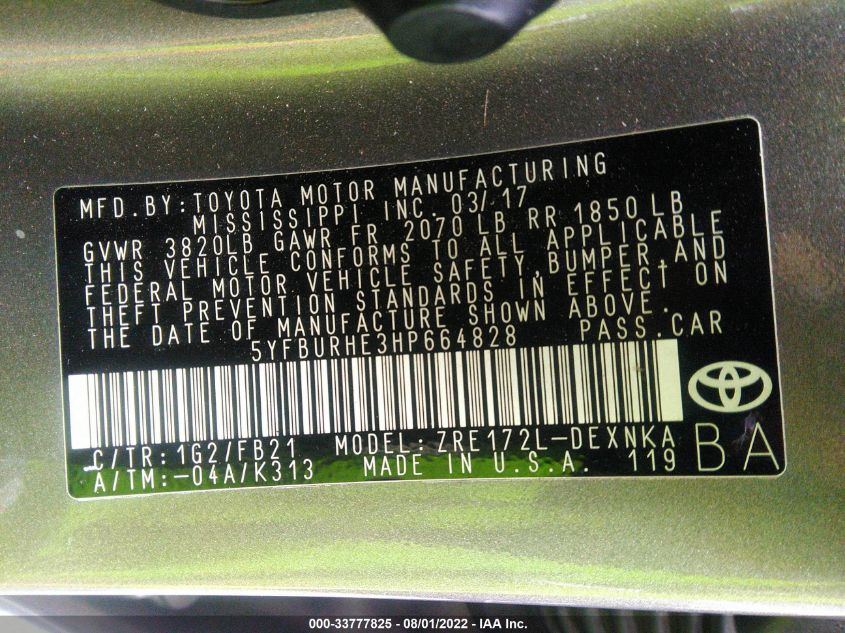 MFD.BY:TOYOTA MOTOR MANUFACTURING
MISSISSIPPI INC. 03/17
GVWR 3820LB GAWR FR 2070 LB RR 1850 LB
THIS VEHICLE CONFORMS TO ALL APPLICABLE
FEDERAL MOTOR VEHICLE SAFETY,BUMPER,AND
THEFT PREVENTION STANDARDS IN EFFECT ON
THE DATE OF MANUFACTURE SHOWN ABOVE.
5YFBURHE3HP664828 PASS.CAR
C/TR:1G2/FB21 MODEL:ZRE172L-DEXNKA
A/TM:-04A/K313 MADE IN U.S.A. 119
BA
000-33777825 - 08/01/2022 - IAA Inc.